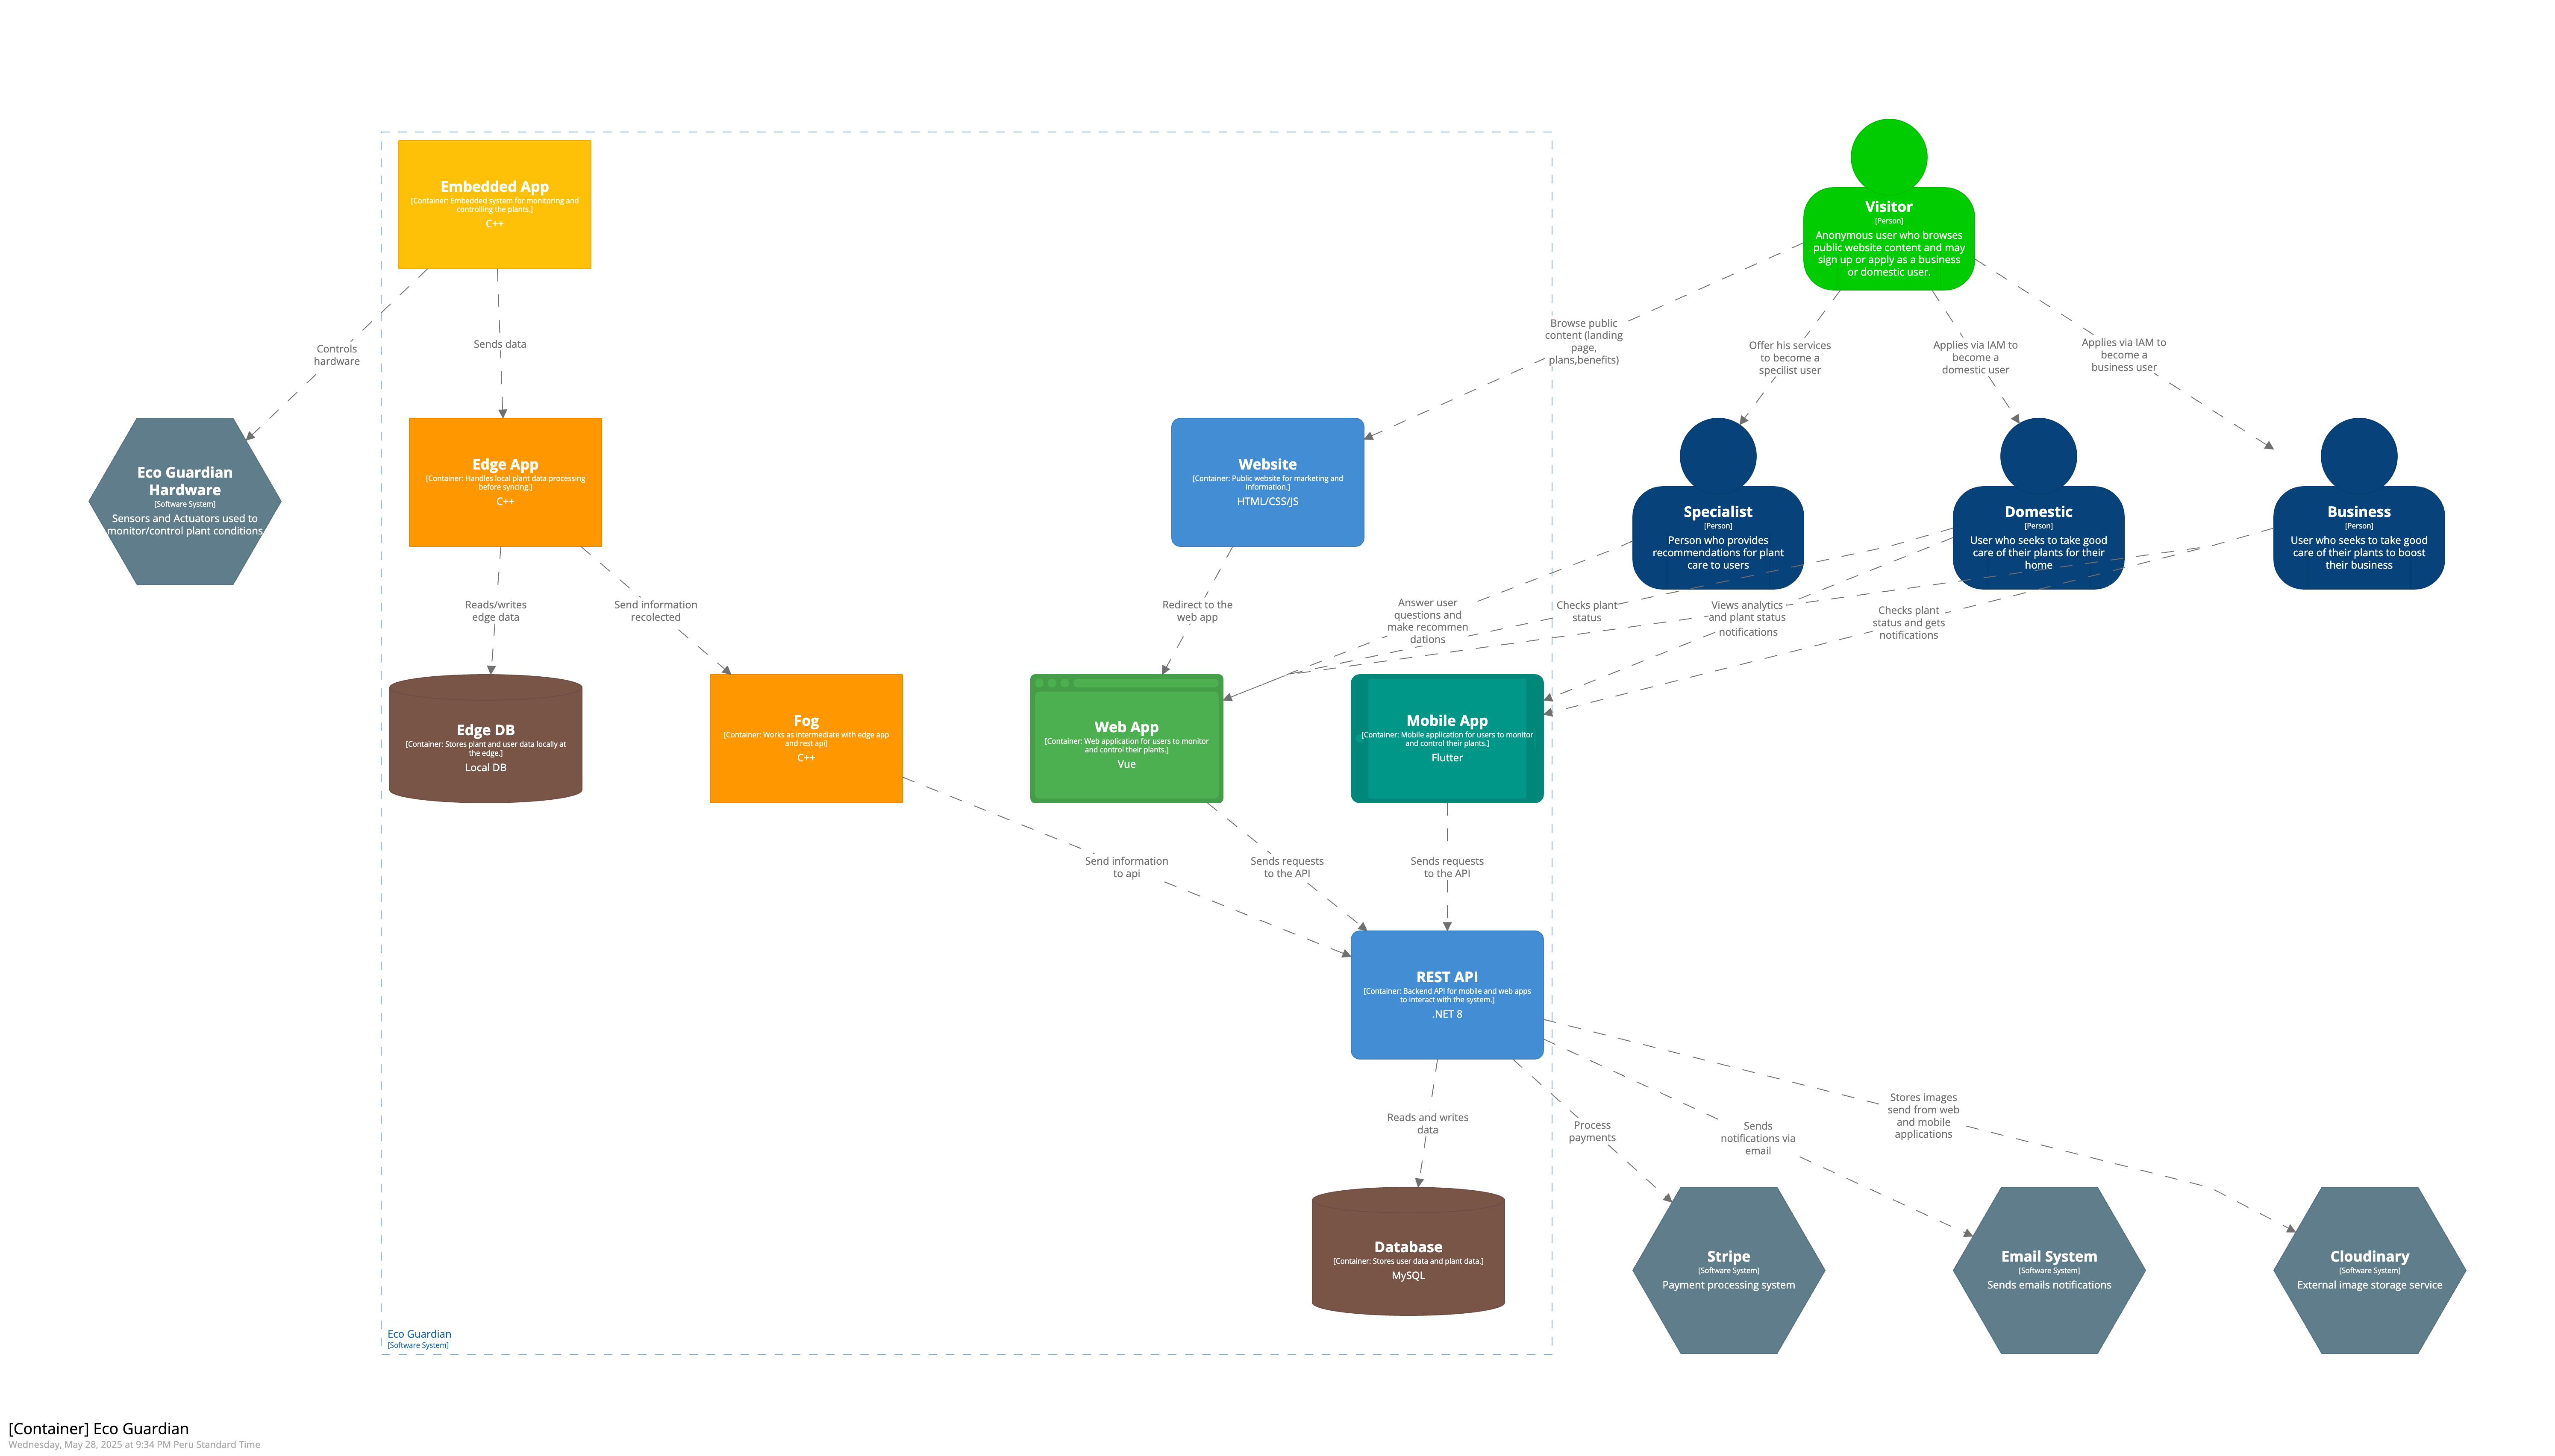 Embedded App
[Container: Embedded system for monitoring and
controlling the plants.]
C++
Visitor
[Person]
Anonymous user who browses
public website content and may
sign up or apply as a business
or domestic user.
Controls
hardware
Sends data
Browse public
content (landing
page,
plans,benefits)
Offer his services
to become a
specilist user
Applies via IAM to
become a
domestic user
Applies via IAM to
become a
business user
Eco Guardian
Hardware
[Software System]
Sensors and Actuators used to
monitor/control plant conditions
Edge App
[Container: Handles local plant data processing
before syncing.]
C++
Website
[Container: Public website for marketing and
information.]
HTML/CSS/JS
Specialist
[Person]
Person who provides
recommendations for plant
care to users
Domestic
[Person]
User who seeks to take good
care of their plants for their
home
Business
[Person]
User who seeks to take good
care of their plants to boost
their business
Reads/writes
edge data
Send information
recolected
Redirect to the
web app
Answer user
questions and
make recommen
dations
Checks plant
status
Views analytics
and plant status
notifications
Checks plant
status and gets
notifications
Edge DB
[Container: Stores plant and user data locally at
the edge.]
Local DB
Fog
[Container: Works as intermediate with edge app
and rest api]
C++
Web App
[Container: Web application for users to monitor
and control their plants.]
Vue
Mobile App
[Container: Mobile application for users to monitor
and control their plants.]
Flutter
Send information
to api
Sends requests
to the API
Sends requests
to the API
REST API
[Container: Backend API for mobile and web apps
to interact with the system.]
.NET 8
Reads and writes
data
Process
payments
Sends
notifications via
email
Stores images
send from web
and mobile
applications
Database
[Container: Stores user data and plant data.]
MySQL
Stripe
[Software System]
Payment processing system
Email System
[Software System]
Sends emails notifications
Cloudinary
[Software System]
External image storage service
Eco Guardian
[Software System]
[Container] Eco Guardian
Wednesday, May 28, 2025 at 9:34 PM Peru Standard Time